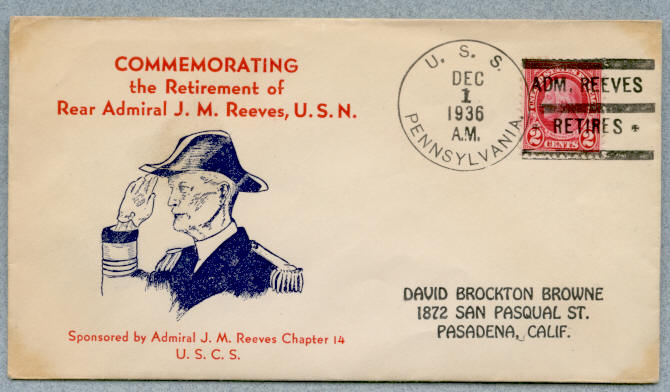 COMMEMORATING
the Retirement of
Rear Admiral J. M. Reeves, U. S. N.
Sponsored by Admiral J. M. Reeves Chapter 14
U. S. C. S.
U. S. S.
DEC
1
1936
A.M.
PENNSYLVANIA.
ADM. REEVES
RETIRES
2 CENTS 2
DAVID BROCKTON BROWNE
1872 SAN PASQUAL ST.
PASADENA, CALIF.